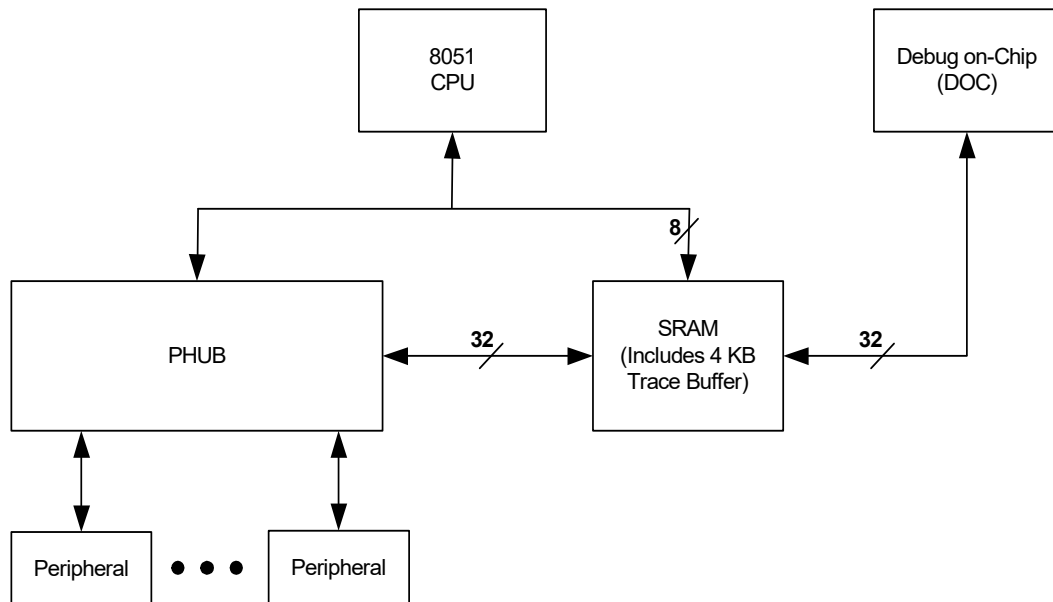 8051
CPU
Debug on-Chip
(DOC)
8
PHUB
32
SRAM
(Includes 4 KB
Trace Buffer)
32
Peripheral
Peripheral